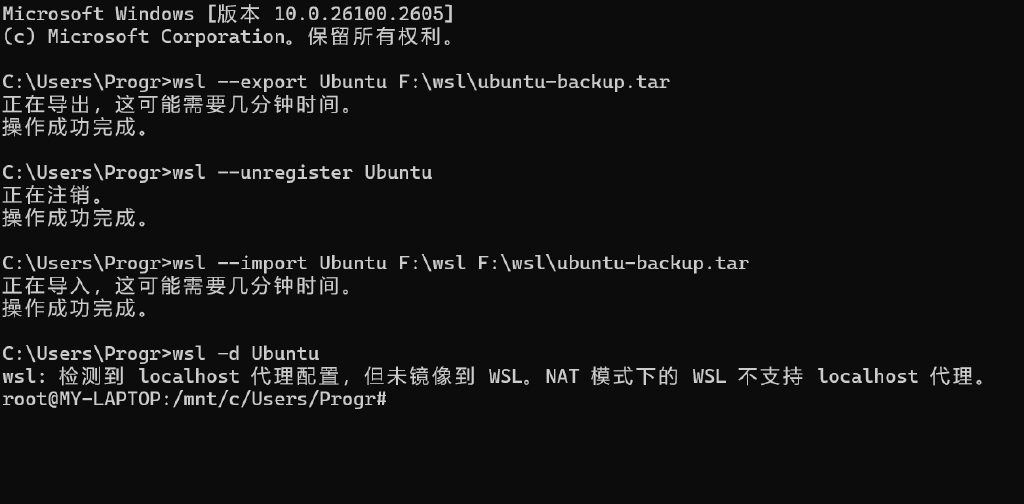 Microsoft Windows [版本 10.0.26100.2605]
(c) Microsoft Corporation。保留所有权利。
C:\Users\Progr>wsl --export Ubuntu F:\wsl\ubuntu-backup.tar
正在导出，这可能需要几分钟时间。
操作成功完成。
C:\Users\Progr>wsl --unregister Ubuntu
正在注销。
操作成功完成。
C:\Users\Progr>wsl --import Ubuntu F:\wsl F:\wsl\ubuntu-backup.tar
正在导入，这可能需要几分钟时间。
操作成功完成。
C:\Users\Progr>wsl -d Ubuntu
wsl: 检测到 localhost 代理配置，但未镜像到 WSL。NAT 模式下的 WSL 不支持 localhost 代理。
root@MY-LAPTOP:/mnt/c/Users/Progr#